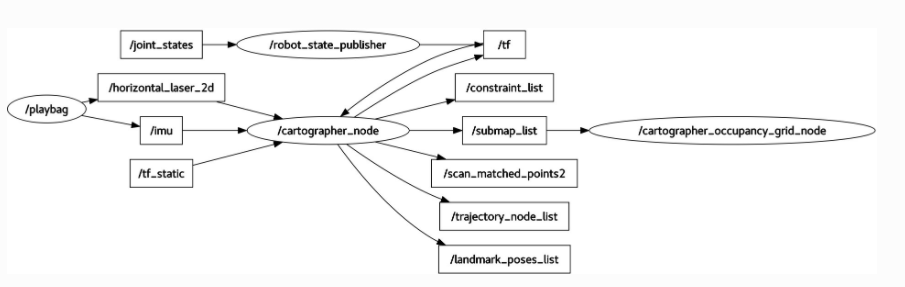 /joint_states
/robot_state_publisher
/tf
/horizontal_laser_2d
/constraint_list
/playbag
/imu
/cartographer_node
/submap_list
/cartographer_occupancy_grid_node
/tf_static
/scan_matched_points2
/trajectory_node_list
/landmark_poses_list